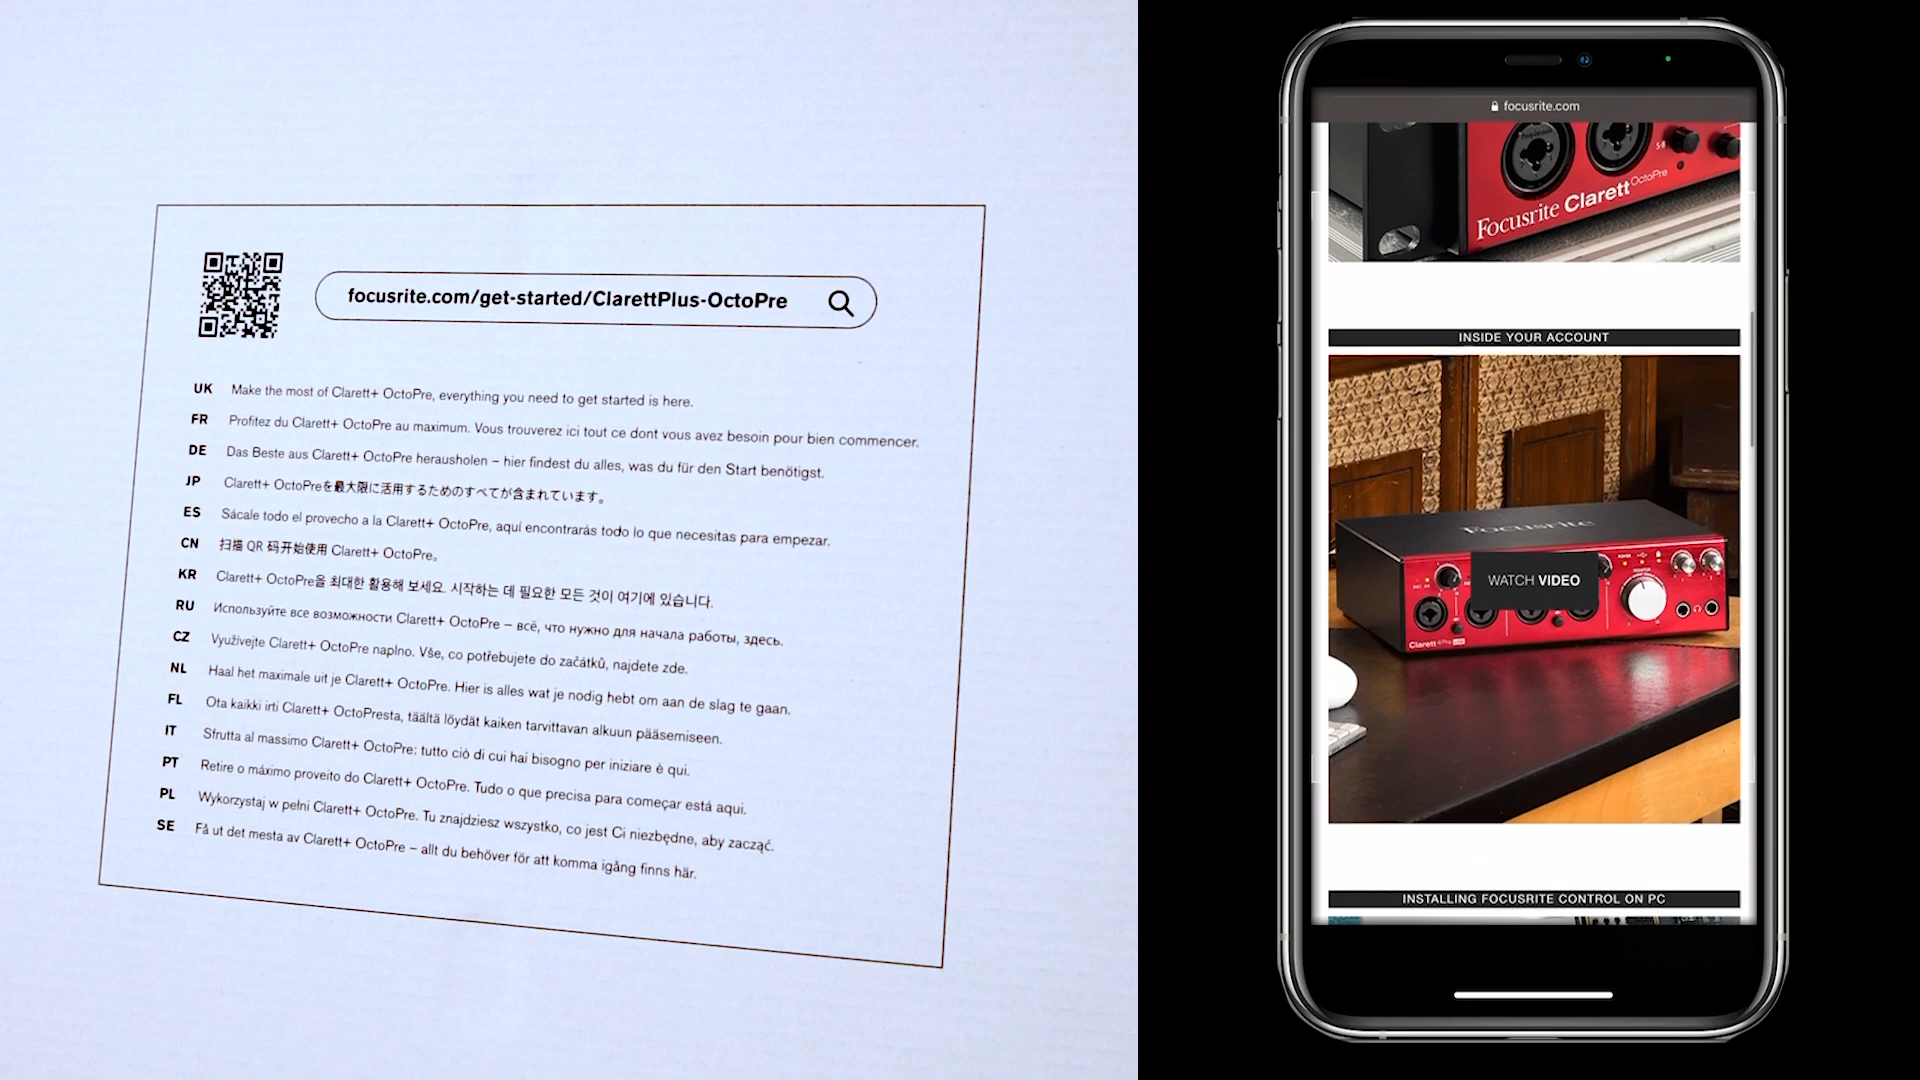 focusrite.com/get-started/ClarettPlus-OctoPre
UK Make the most of Clarett+ OctoPre, everything you need to get started is here.
FR Profitez du Clarett+ OctoPre au maximum. Vous trouverez ici tout ce dont vous avez besoin pour bien commencer.
DE Das Beste aus Clarett+ OctoPre herausholen – hier findest du alles, was du für den Start benötigst.
JP Clarett+ OctoPreを最大限に活用するためのすべてが含まれています。
ES Sácale todo el provecho a la Clarett+ OctoPre, aquí encontrarás todo lo que necesitas para empezar.
CN 扫描 QR 码开始使用 Clarett+ OctoPre。
KR Clarett+ OctoPre을 최대한 활용해 보세요. 시작하는 데 필요한 모든 것이 여기에 있습니다.
RU Используйте все возможности Clarett+ OctoPre – всё, что нужно для начала работы, здесь.
CZ Využívejte Clarett+ OctoPre naplno. Vše, co potřebujete do začátků, najdete zde.
NL Haal het maximale uit je Clarett+ OctoPre. Hier is alles wat je nodig hebt om aan de slag te gaan.
FL Ota kaikki irti Clarett+ OctoPresta, täältä löydät kaiken tarvittavan alkuun pääsemiseen.
IT Sfrutta al massimo Clarett+ OctoPre: tutto ciò di cui hai bisogno per iniziare è qui.
PT Retire o máximo proveito do Clarett+ OctoPre. Tudo o que precisa para começar está aqui.
PL Wykorzystaj w pełni Clarett+ OctoPre. Tu znajdziesz wszystko, co jest Ci niezbędne, aby zacząć.
SE Få ut det mesta av Clarett+ OctoPre – allt du behöver för att komma igång finns här.
focusrite.com
Focusrite Clarett OctoPre
INSIDE YOUR ACCOUNT
Focusrite
WATCH VIDEO
Clarett 4Pre USB
INSTALLING FOCUSRITE CONTROL ON PC